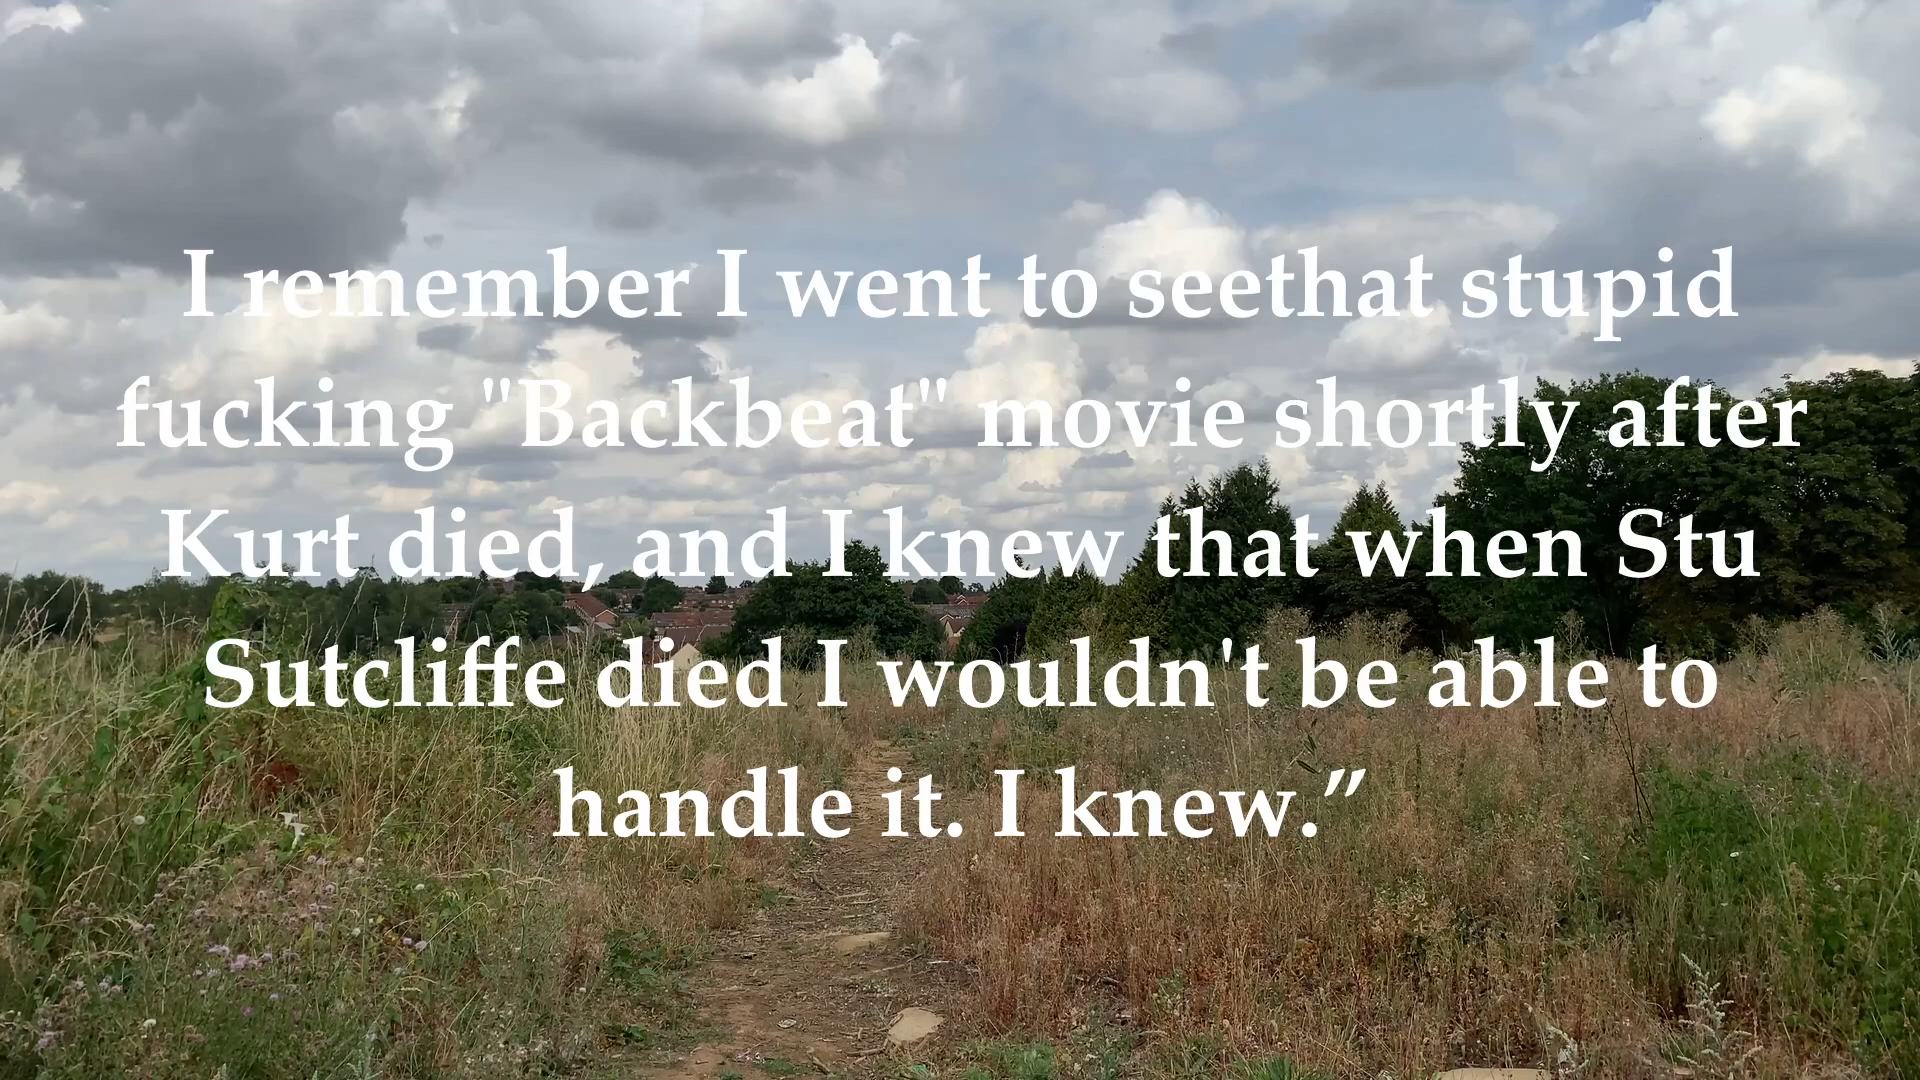 I remember I went to seethat stupid
fucking "Backbeat" movie shortly after
Kurt died, and I knew that when Stu
Sutcliffe died I wouldn't be able to
handle it. I knew.”